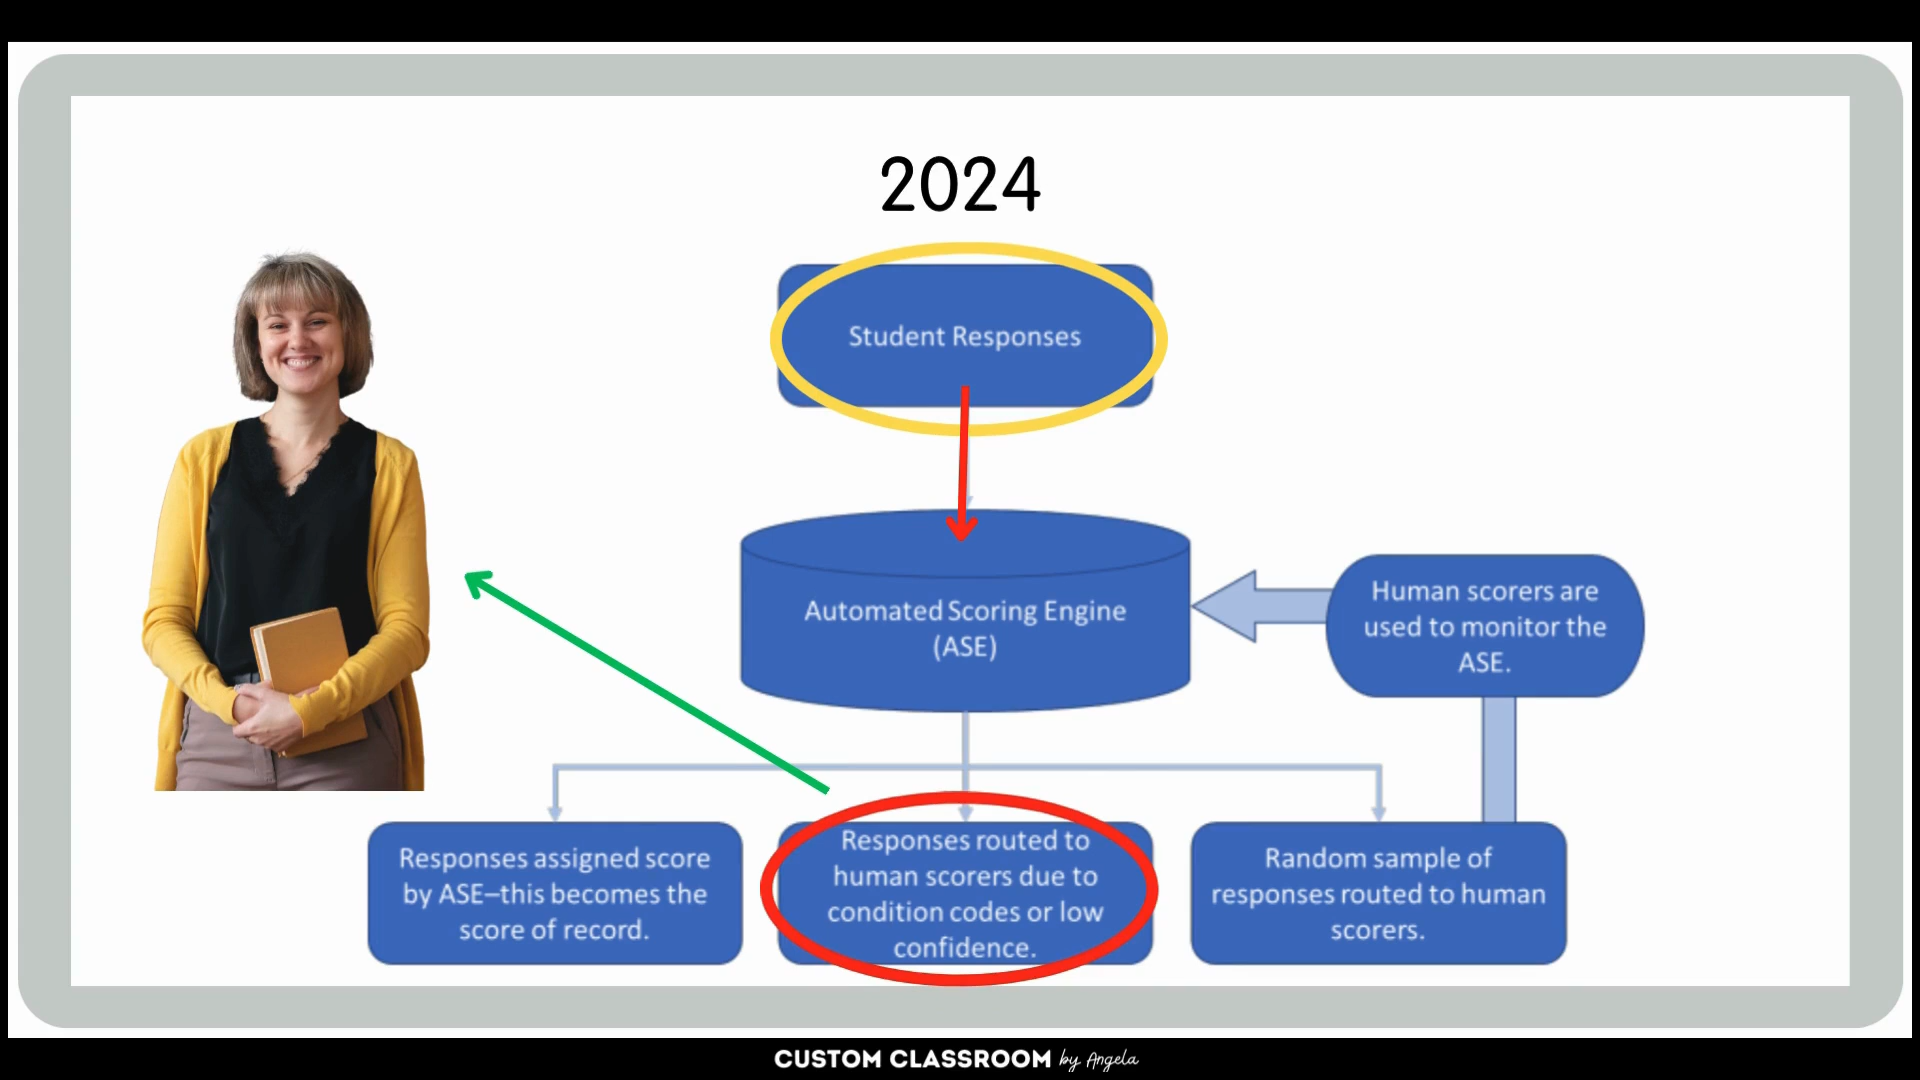 2024
Student Responses
Automated Scoring Engine
(ASE)
Human scorers are
used to monitor the
ASE.
Responses assigned score
by ASE—this becomes the
score of record.
Responses routed to
human scorers due to
condition codes or low
confidence.
Random sample of
responses routed to human
scorers.
CUSTOM CLASSROOM by Angela